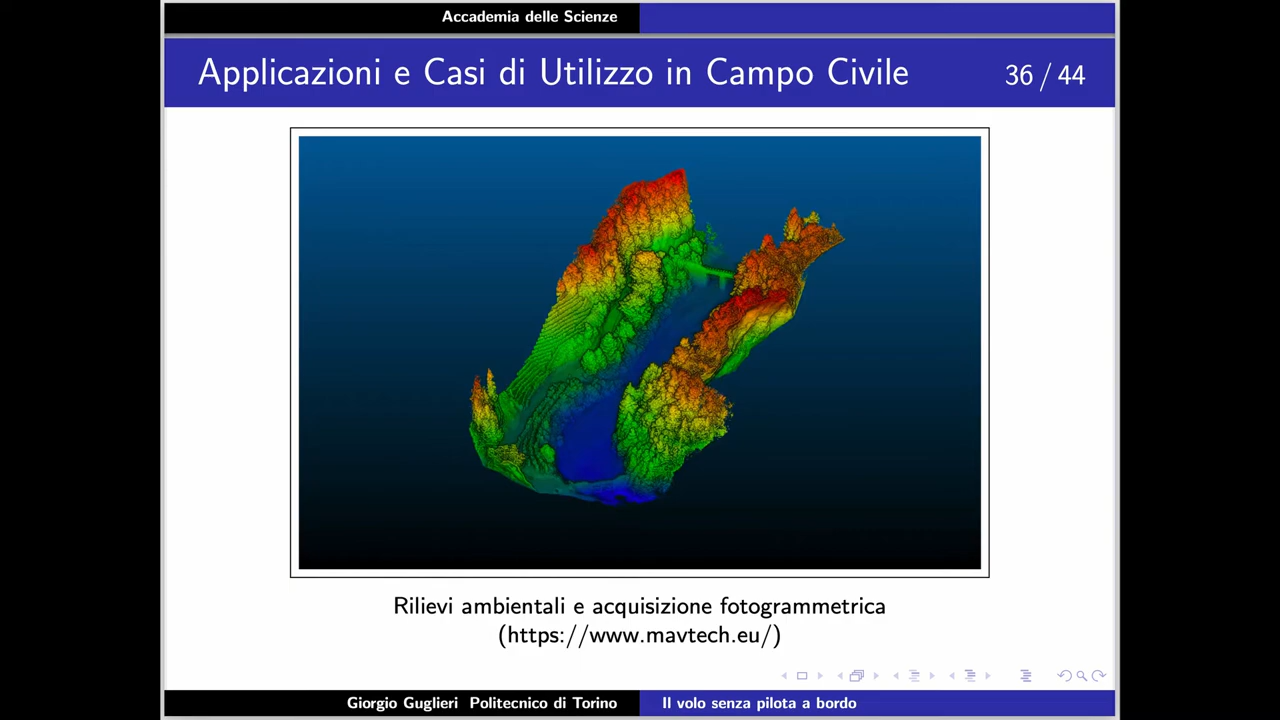 Accademia delle Scienze
Applicazioni e Casi di Utilizzo in Campo Civile
36 / 44
Rilievi ambientali e acquisizione fotogrammetrica
(https://www.mavtech.eu/)
Giorgio Guglieri Politecnico di Torino
Il volo senza pilota a bordo